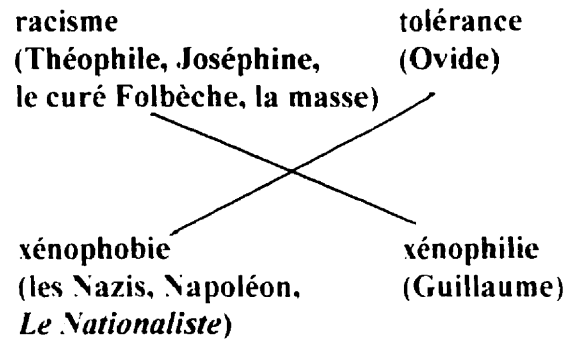 racisme
(Théophile, Joséphine,
le curé Folbèche, la masse)
tolérance
(Ovide)
xénophobie
(les Nazis, Napoléon,
Le Nationaliste)
xénophilie
(Guillaume)